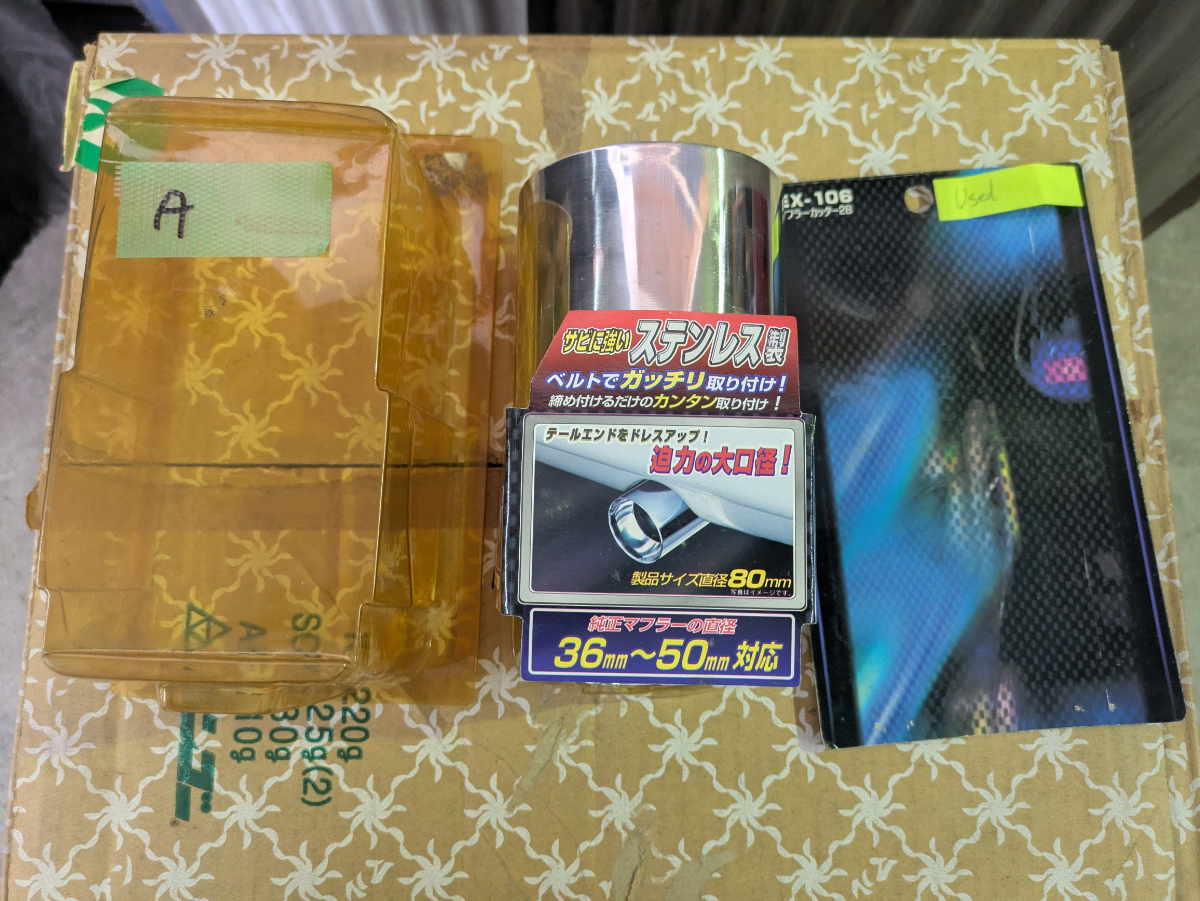 A
サビに強い ステンレス製
ベルトでガッチリ取り付け!
締め付けるだけのカンタン取り付け!
テールエンドをドレスアップ!
迫力の大口径!
製品サイズ直径80mm
写真はイメージです。
純正マフラーの直径
36mm〜50mm対応
EX-106
フラーカッター28
Used
220g
225g(2)
30g
10g